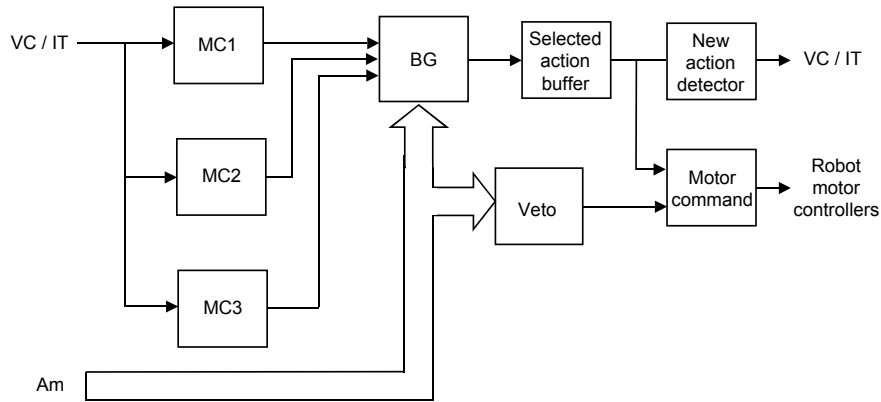 VC / IT
MC1
BG
Selected
action
buffer
New
action
detector
VC / IT
MC2
Veto
Motor
command
Robot
motor
controllers
MC3
Am